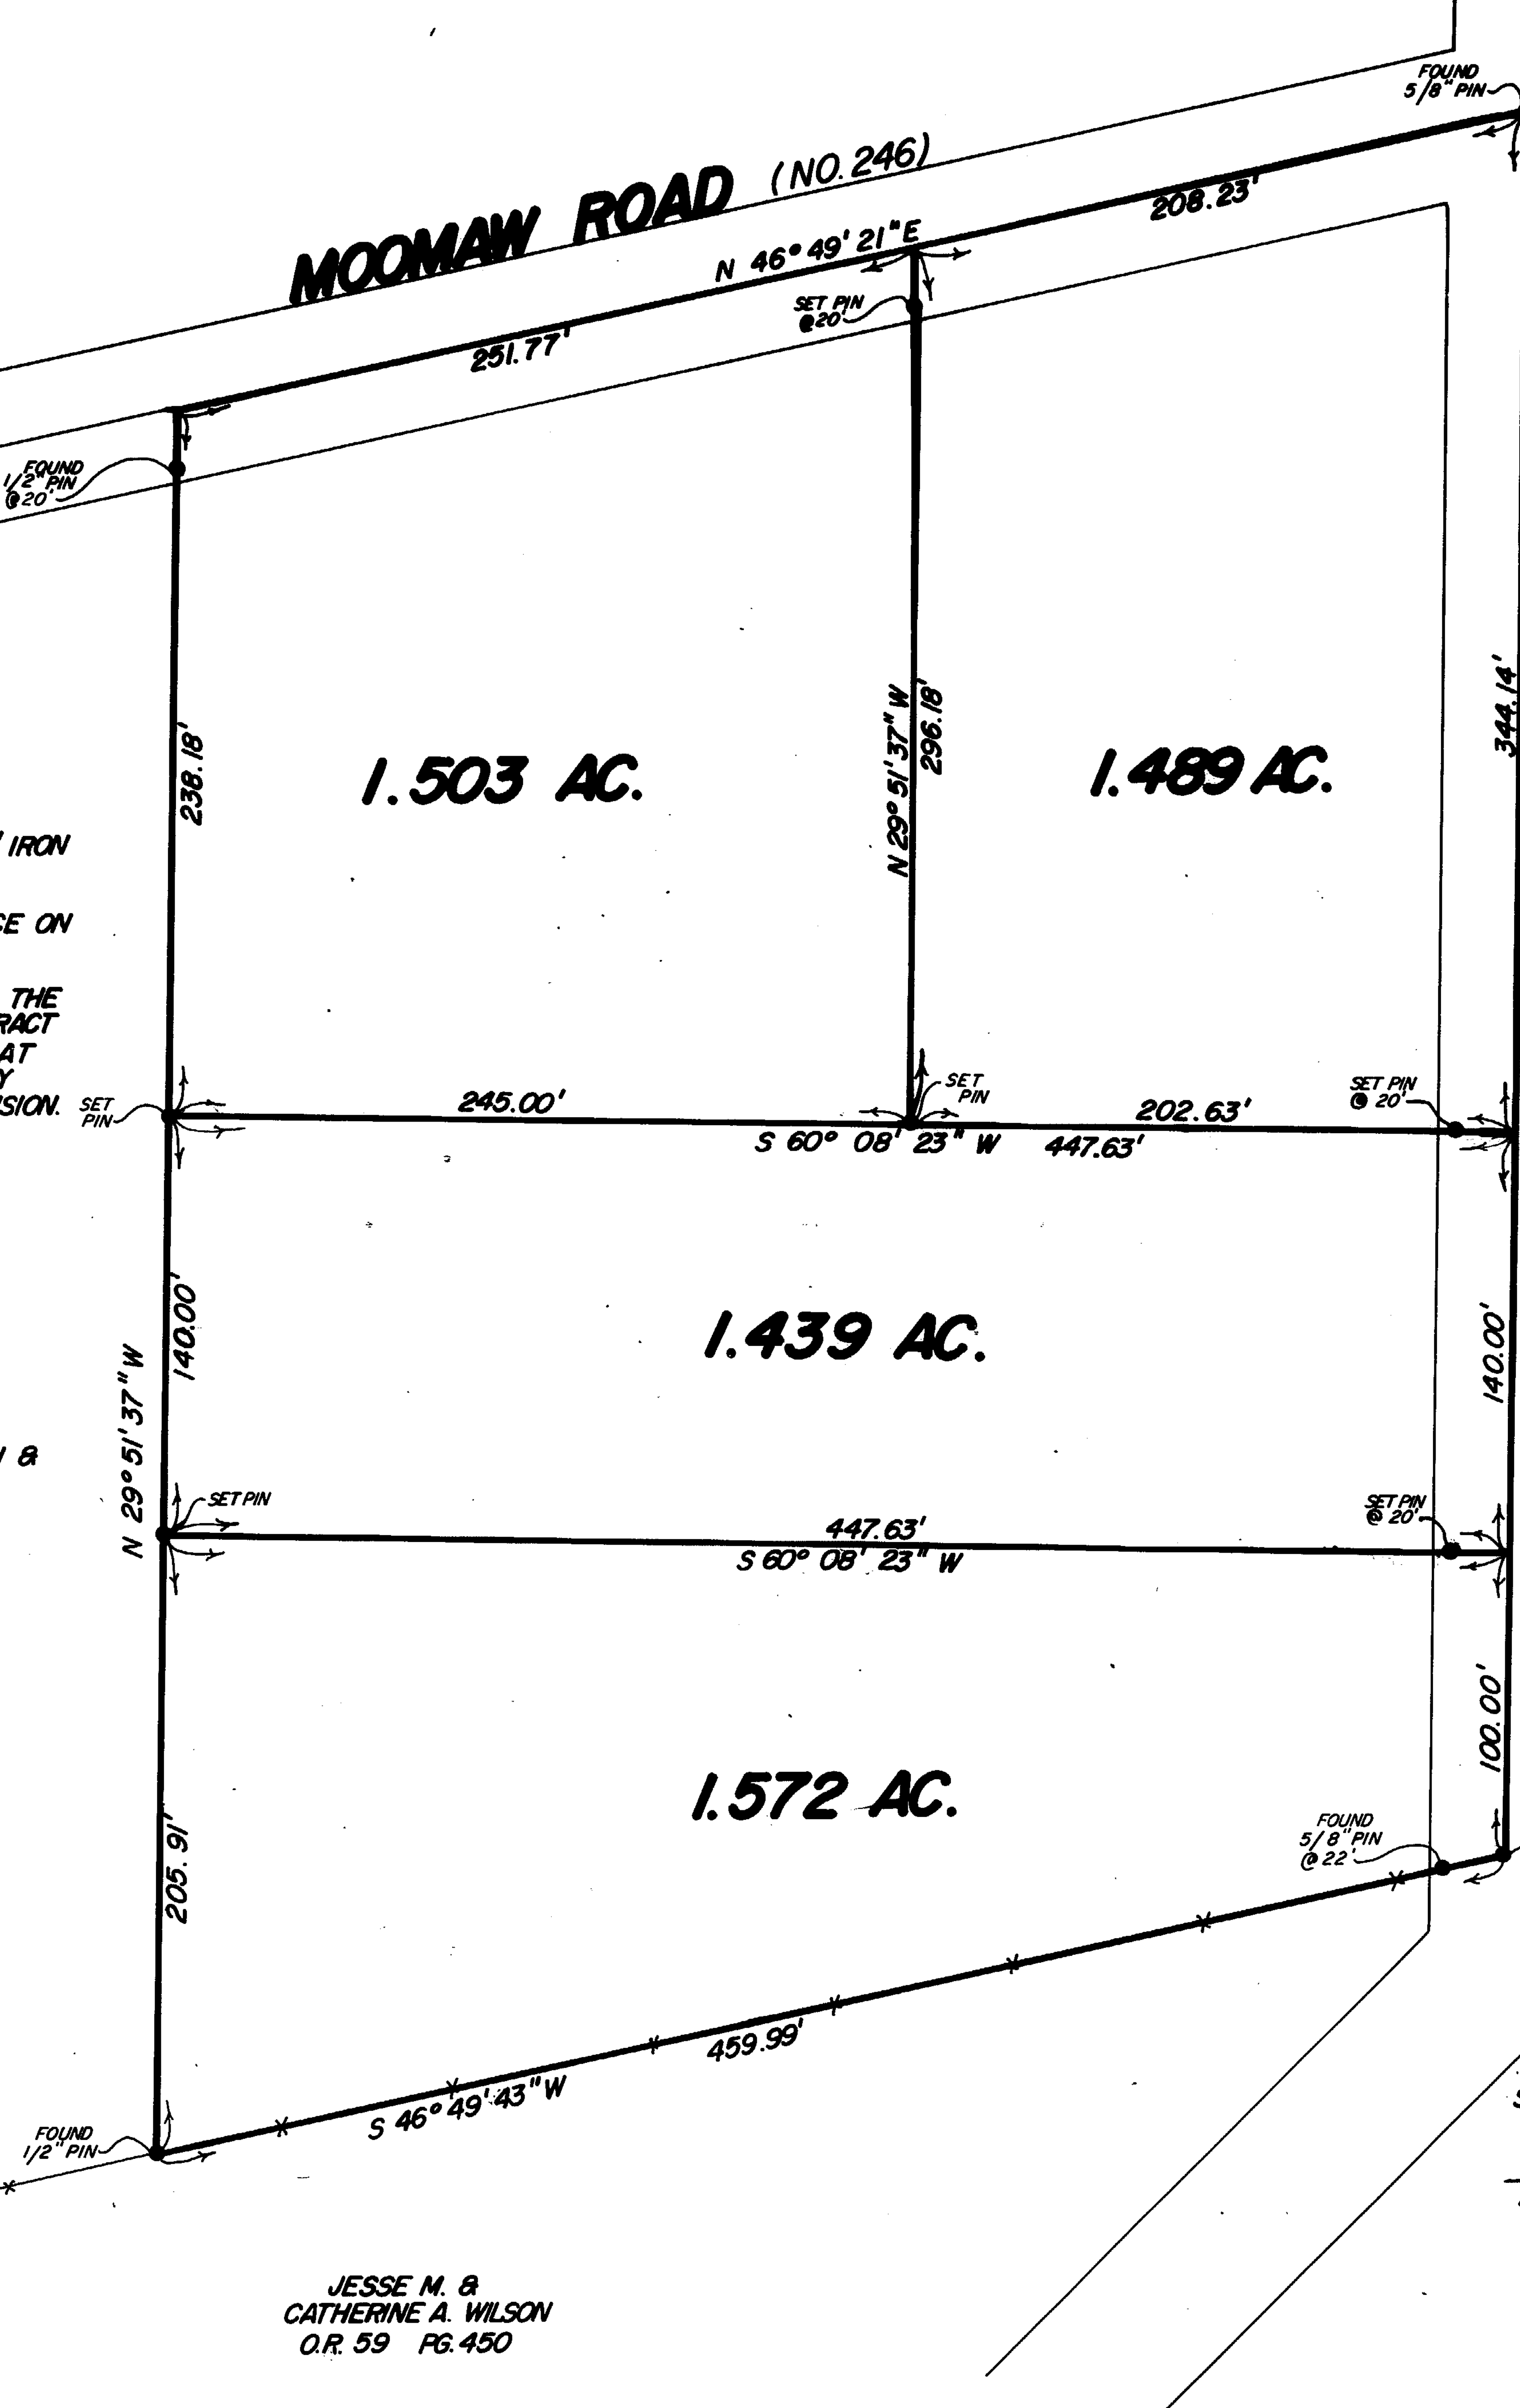 FOUND
5/8" PIN
MOOMAW ROAD (NO. 246)
208.23'
N 46° 49' 21" E
SET PIN
@ 20'
251.77'
FOUND
1/2" PIN
@ 20'
344.14'
N 29° 51' 37" W
296.18'
238.18'
1.503 AC.
1.489 AC.
IRON
ON
THE
AT
SET
PIN
245.00'
SET
PIN
202.63'
SET PIN
@ 20'
S 60° 08' 23" W 447.63'
140.00'
1.439 AC.
140.00'
N 29° 51' 37" W
&
SET PIN
447.63'
S 60° 08' 23" W
SET PIN
@ 20'
100.00'
1.572 AC.
205.91'
FOUND
5/8" PIN
@ 22'
459.99'
S 46° 49' 43" W
FOUND
1/2" PIN
JESSE M. &
CATHERINE A. WILSON
O.R. 59 PG. 450